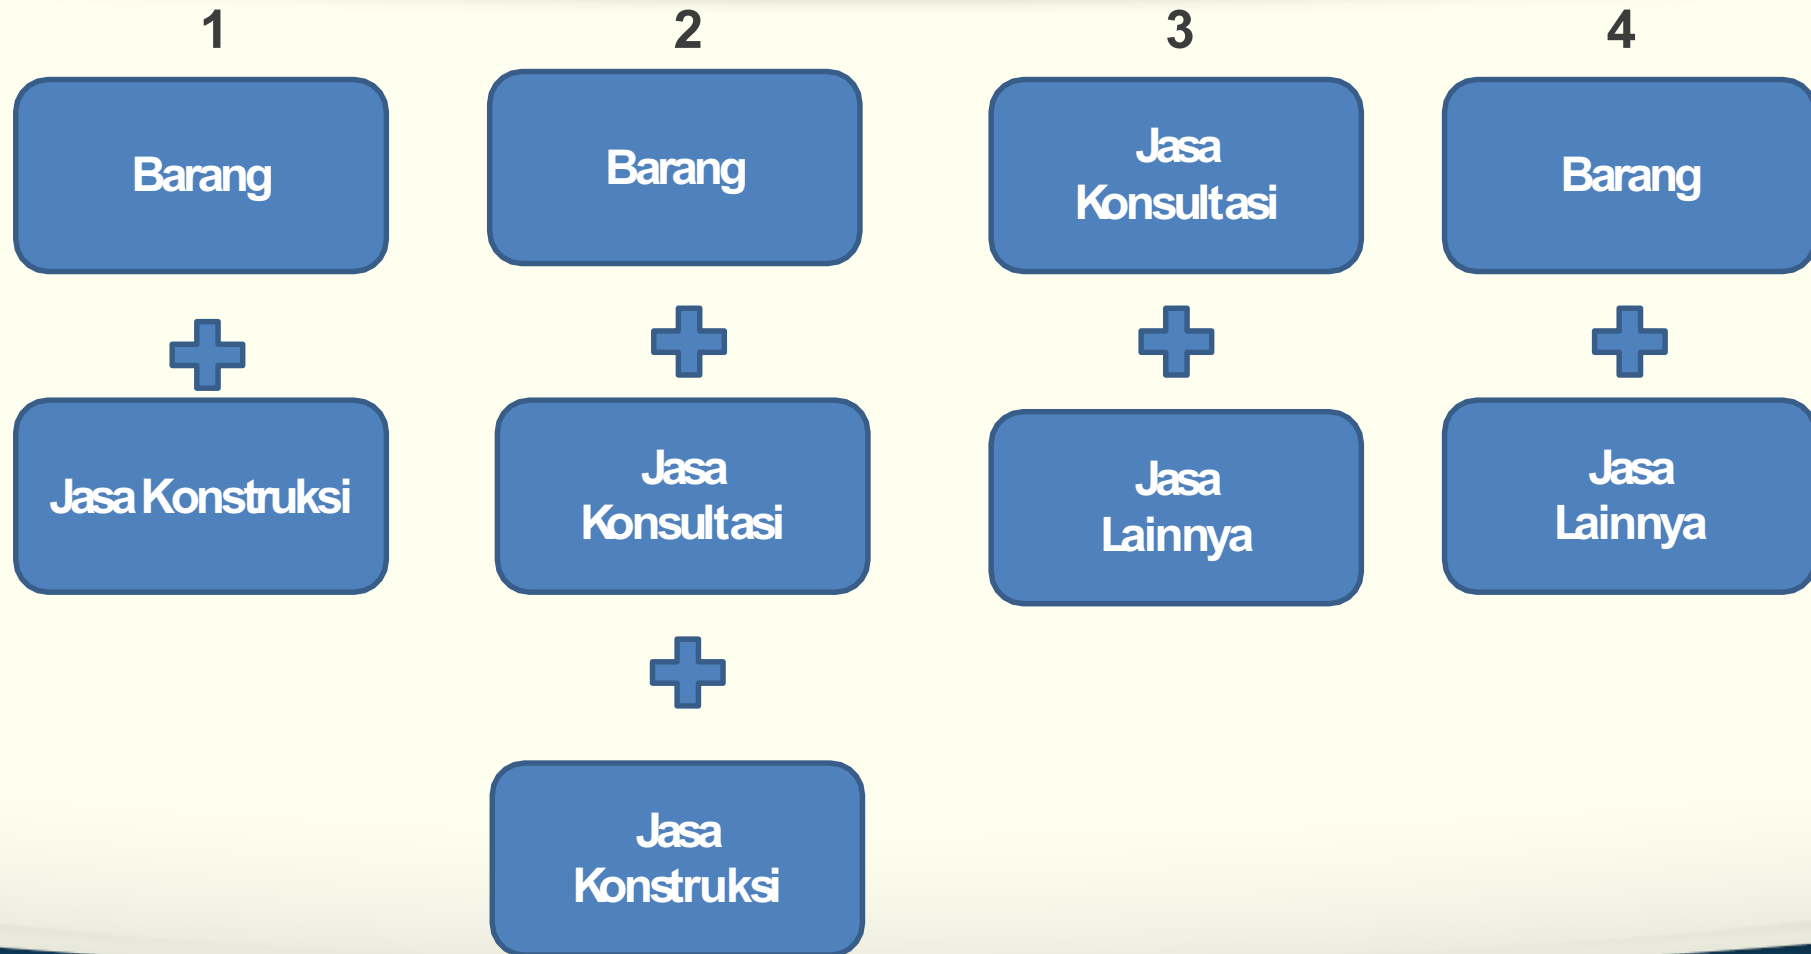 1
Barang
Jasa Konstruksi
2
Barang
Jasa
Konsultasi
Jasa
Konstruksi
3
Jasa
Konsultasi
Jasa
Lainnya
4
Barang
Jasa
Lainnya